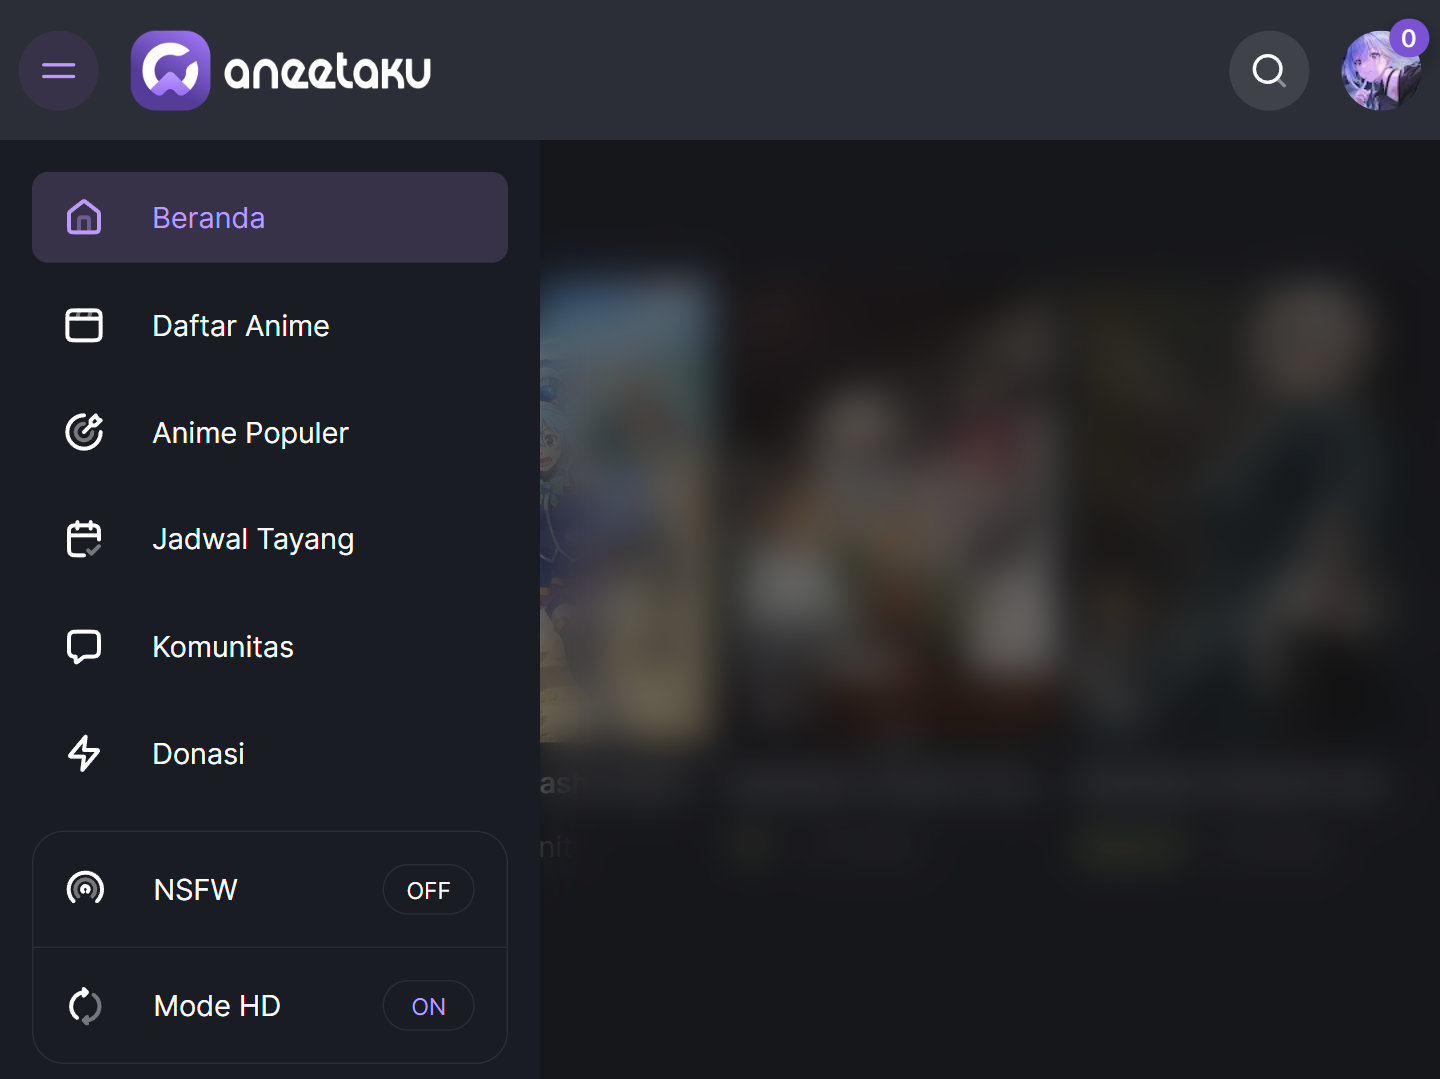 aneetaku
0
Beranda
Daftar Anime
Anime Populer
Jadwal Tayang
Komunitas
Donasi
NSFW OFF
Mode HD ON